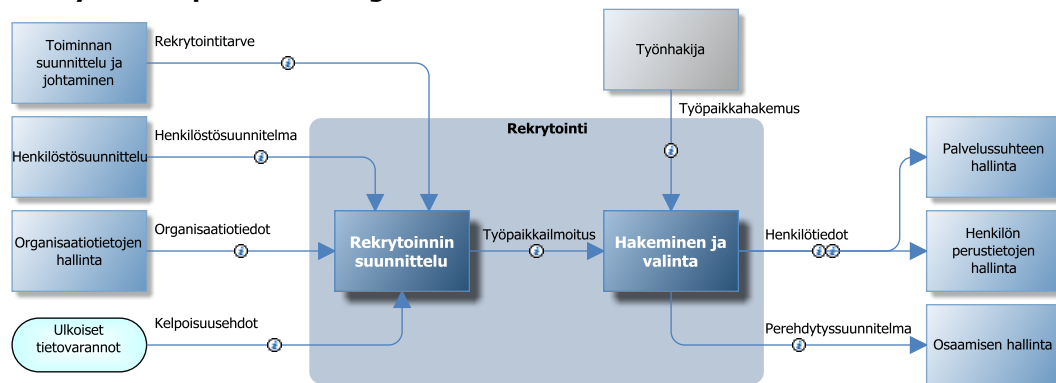 Toiminnan
suunnittelu ja
johtaminen
Rekrytointitarve
Työnhakija
Työpaikkahakemus
Rekrytointi
Henkilöstösuunnittelu
Henkilöstösuunnitelma
Palvelussuhteen
hallinta
Organisaatiotietojen
hallinta
Organisaatiotiedot
Rekrytoinnin
suunnittelu
Työpaikkailmoitus
Hakeminen ja
valinta
Henkilötiedot
Henkilön
perustietojen
hallinta
Ulkoiset
tietovarannot
Kelpoisuusehdot
Perehdytyssuunnitelma
Osaamisen hallinta